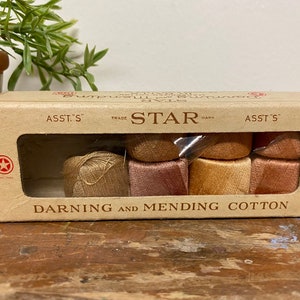 ASST.'S TRADE STAR MARK ASST.'S
DARNING AND MENDING COTTON